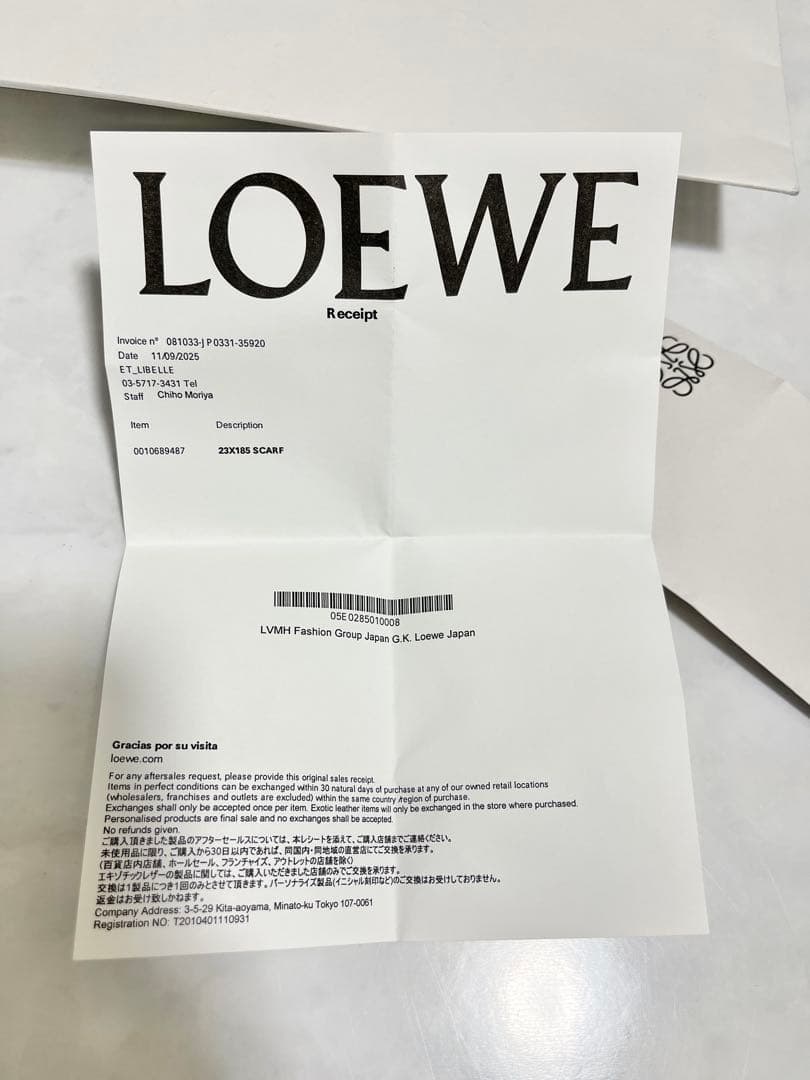 LOEWE
Receipt
Invoice n° 081033-JP0331-35920
Date 11/09/2025
ET_LIBELLE
03-5717-3431 Tel
Staff Chiho Moriya
Item Description
0010689487 23X185 SCARF
05E0285010008
LVMH Fashion Group Japan G.K. Loewe Japan
Gracias por su visita
loewe.com
For any aftersales request, please provide this original sales receipt.
Items in perfect conditions can be exchanged within 30 natural days of purchase at any of our owned retail locations
(wholesalers, franchises and outlets are excluded) within the same country /region of purchase.
Exchanges shall only be accepted once per item. Exotic leather items will only be exchanged in the store where purchased.
Personalised products are final sale and no exchanges shall be accepted.
No refunds given.
ご購入頂きました製品のアフターセールスについては、本レシートを添えて、ご購入店舗までご連絡ください。
未使用品に限り、ご購入から30日以内であれば、同国内・同地域の直営店にてご交換を承ります。
(百貨店内店舗、ホールセール、フランチャイズ、アウトレットの店舗を除く)
エキゾチックレザーの製品に関しては、ご購入いただきました店舗のみでご交換を承ります。
交換は1製品につき1回のみとさせて頂きます。パーソナライズ製品(イニシャル刻印など)のご交換はお受けしておりません。
返金はお受け致しかねます。
Company Address: 3-5-29 Kita-aoyama, Minato-ku Tokyo 107-0061
Registration NO: T2010401110931